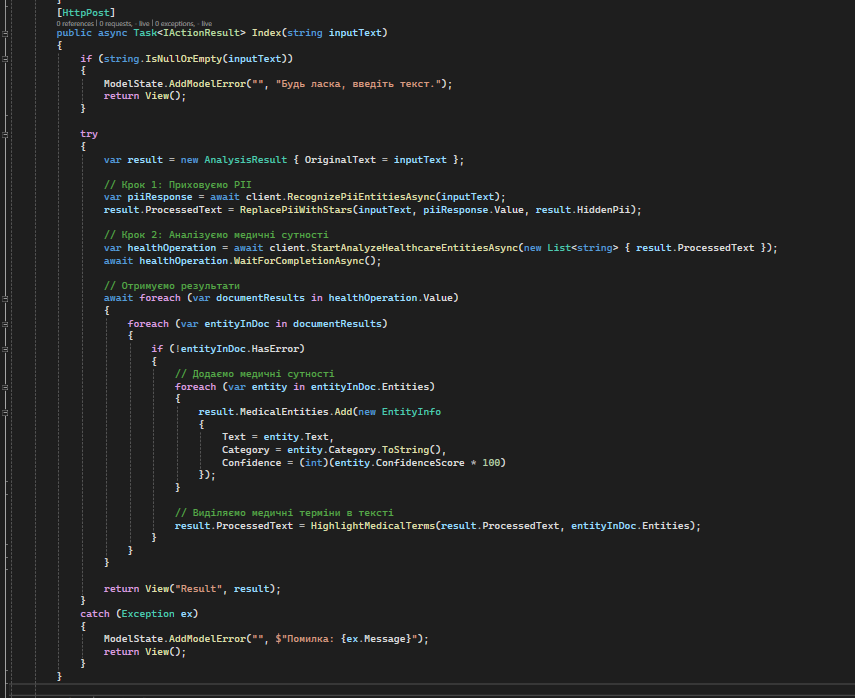 }
[HttpPost]
0 references | 0 requests, - live | 0 exceptions, - live
public async Task<IActionResult> Index(string inputText)
{
if (string.IsNullOrEmpty(inputText))
{
ModelState.AddModelError("", "Будь ласка, введіть текст.");
return View();
}
try
{
var result = new AnalysisResult { OriginalText = inputText };
// Крок 1: Приховуємо PII
var piiResponse = await client.RecognizePiiEntitiesAsync(inputText);
result.ProcessedText = ReplacePiiWithStars(inputText, piiResponse.Value, result.HiddenPii);
// Крок 2: Аналізуємо медичні сутності
var healthOperation = await client.StartAnalyzeHealthcareEntitiesAsync(new List<string> { result.ProcessedText });
await healthOperation.WaitForCompletionAsync();
// Отримуємо результати
await foreach (var documentResults in healthOperation.Value)
{
foreach (var entityInDoc in documentResults)
{
if (!entityInDoc.HasError)
{
// Додаємо медичні сутності
foreach (var entity in entityInDoc.Entities)
{
result.MedicalEntities.Add(new EntityInfo
{
Text = entity.Text,
Category = entity.Category.ToString(),
Confidence = (int)(entity.ConfidenceScore * 100)
});
}
// Виділяємо медичні терміни в тексті
result.ProcessedText = HighlightMedicalTerms(result.ProcessedText, entityInDoc.Entities);
}
}
}
return View("Result", result);
}
catch (Exception ex)
{
ModelState.AddModelError("", $"Помилка: {ex.Message}");
return View();
}
}